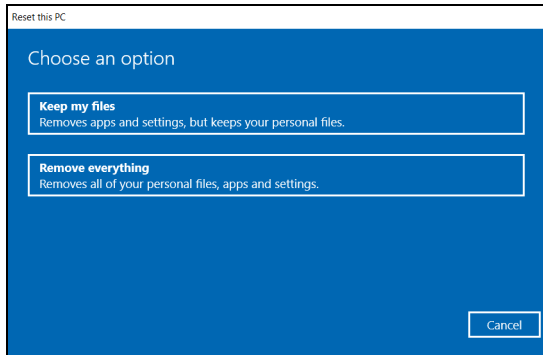 Reset this PC
Choose an option
Keep my files
Removes apps and settings, but keeps your personal files.
Remove everything
Removes all of your personal files, apps and settings.
Cancel